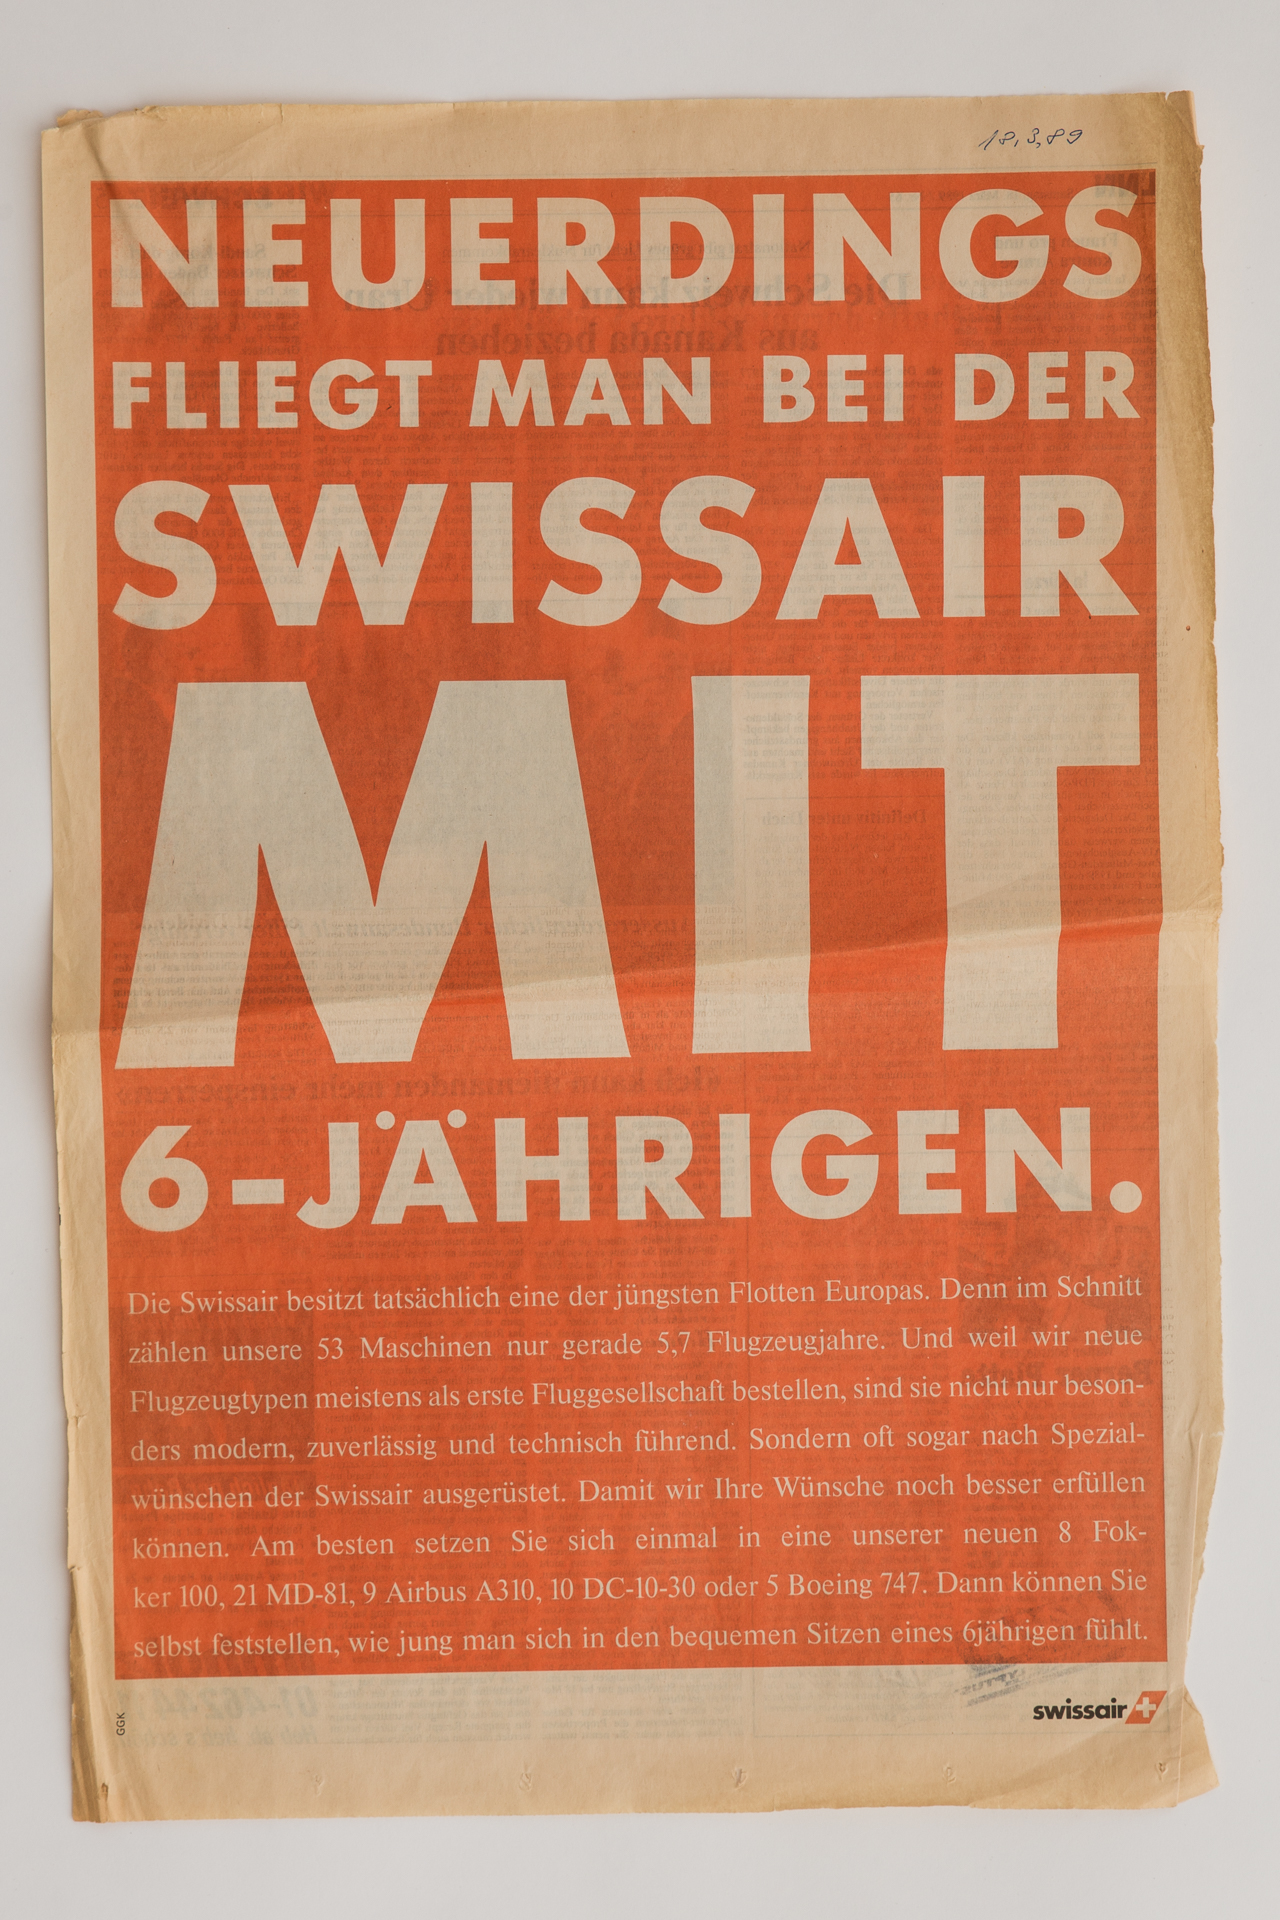 18.3.89
NEUERDINGS
FLIEGT MAN BEI DER
SWISSAIR
MIT
6-JÄHRIGEN.
Die Swissair besitzt tatsächlich eine der jüngsten Flotten Europas. Denn im Schnitt
zählen unsere 53 Maschinen nur gerade 5,7 Flugzeugjahre. Und weil wir neue
Flugzeugtypen meistens als erste Fluggesellschaft bestellen, sind sie nicht nur beson-
ders modern, zuverlässig und technisch führend. Sondern oft sogar nach Spezial-
wünschen der Swissair ausgerüstet. Damit wir Ihre Wünsche noch besser erfüllen
können. Am besten setzen Sie sich einmal in eine unserer neuen 8 Fok-
ker 100, 21 MD-81, 9 Airbus A310, 10 DC-10-30 oder 5 Boeing 747. Dann können Sie
selbst feststellen, wie jung man sich in den bequemen Sitzen eines 6jährigen fühlt.
GGK
swissair